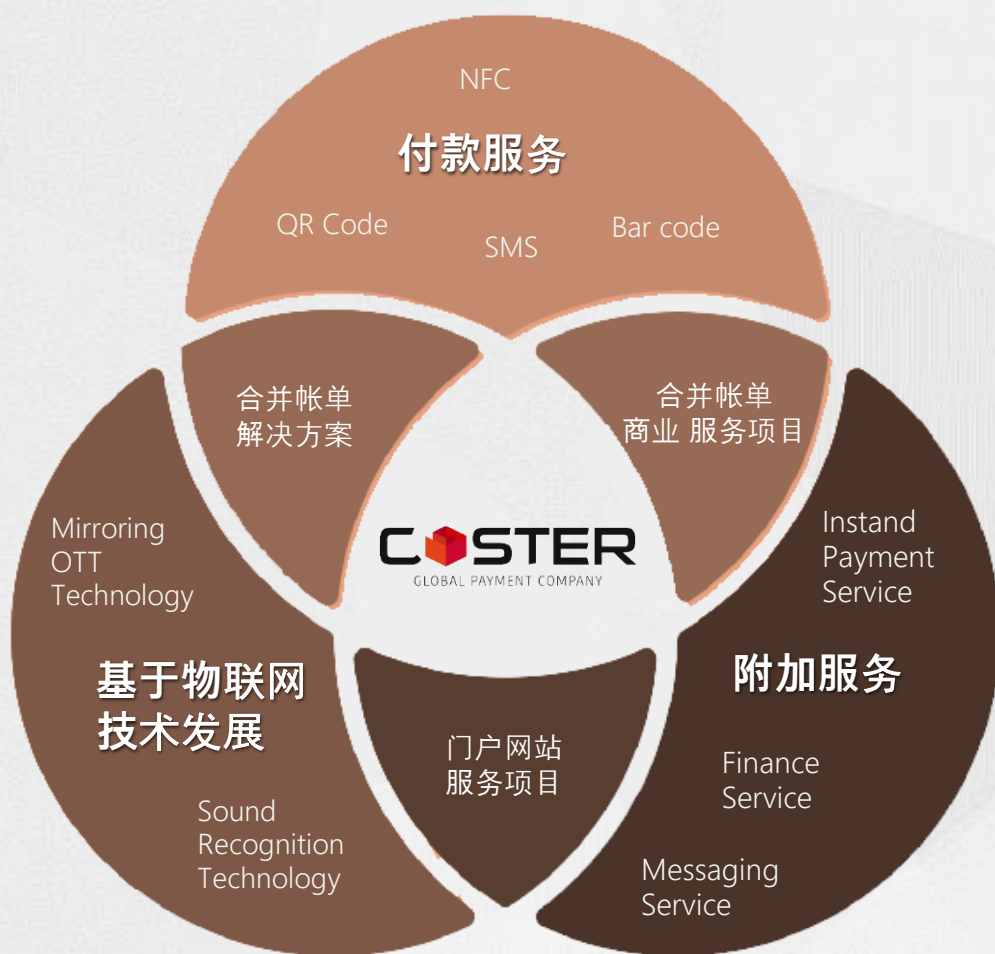 NFC
付款服务
QR Code
SMS
Bar code
合并帐单
解决方案
合并帐单
商业 服务项目
Mirroring
OTT
Technology
COSTER
GLOBAL PAYMENT COMPANY
Instand
Payment
Service
基于物联网
技术发展
附加服务
门户网站
服务项目
Finance
Service
Sound
Recognition
Technology
Messaging
Service